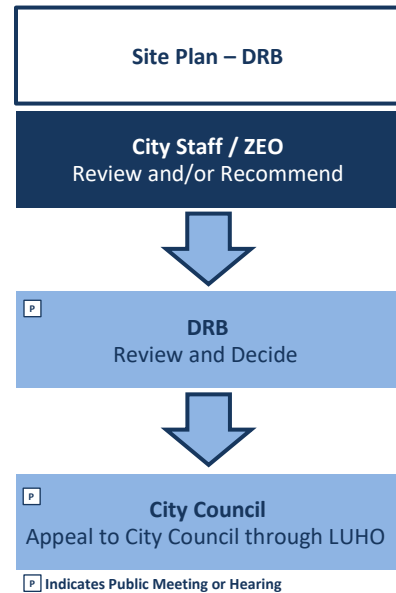 Site Plan – DRB
City Staff / ZEO
Review and/or Recommend
P
DRB
Review and Decide
P
City Council
Appeal to City Council through LUHO
P Indicates Public Meeting or Hearing